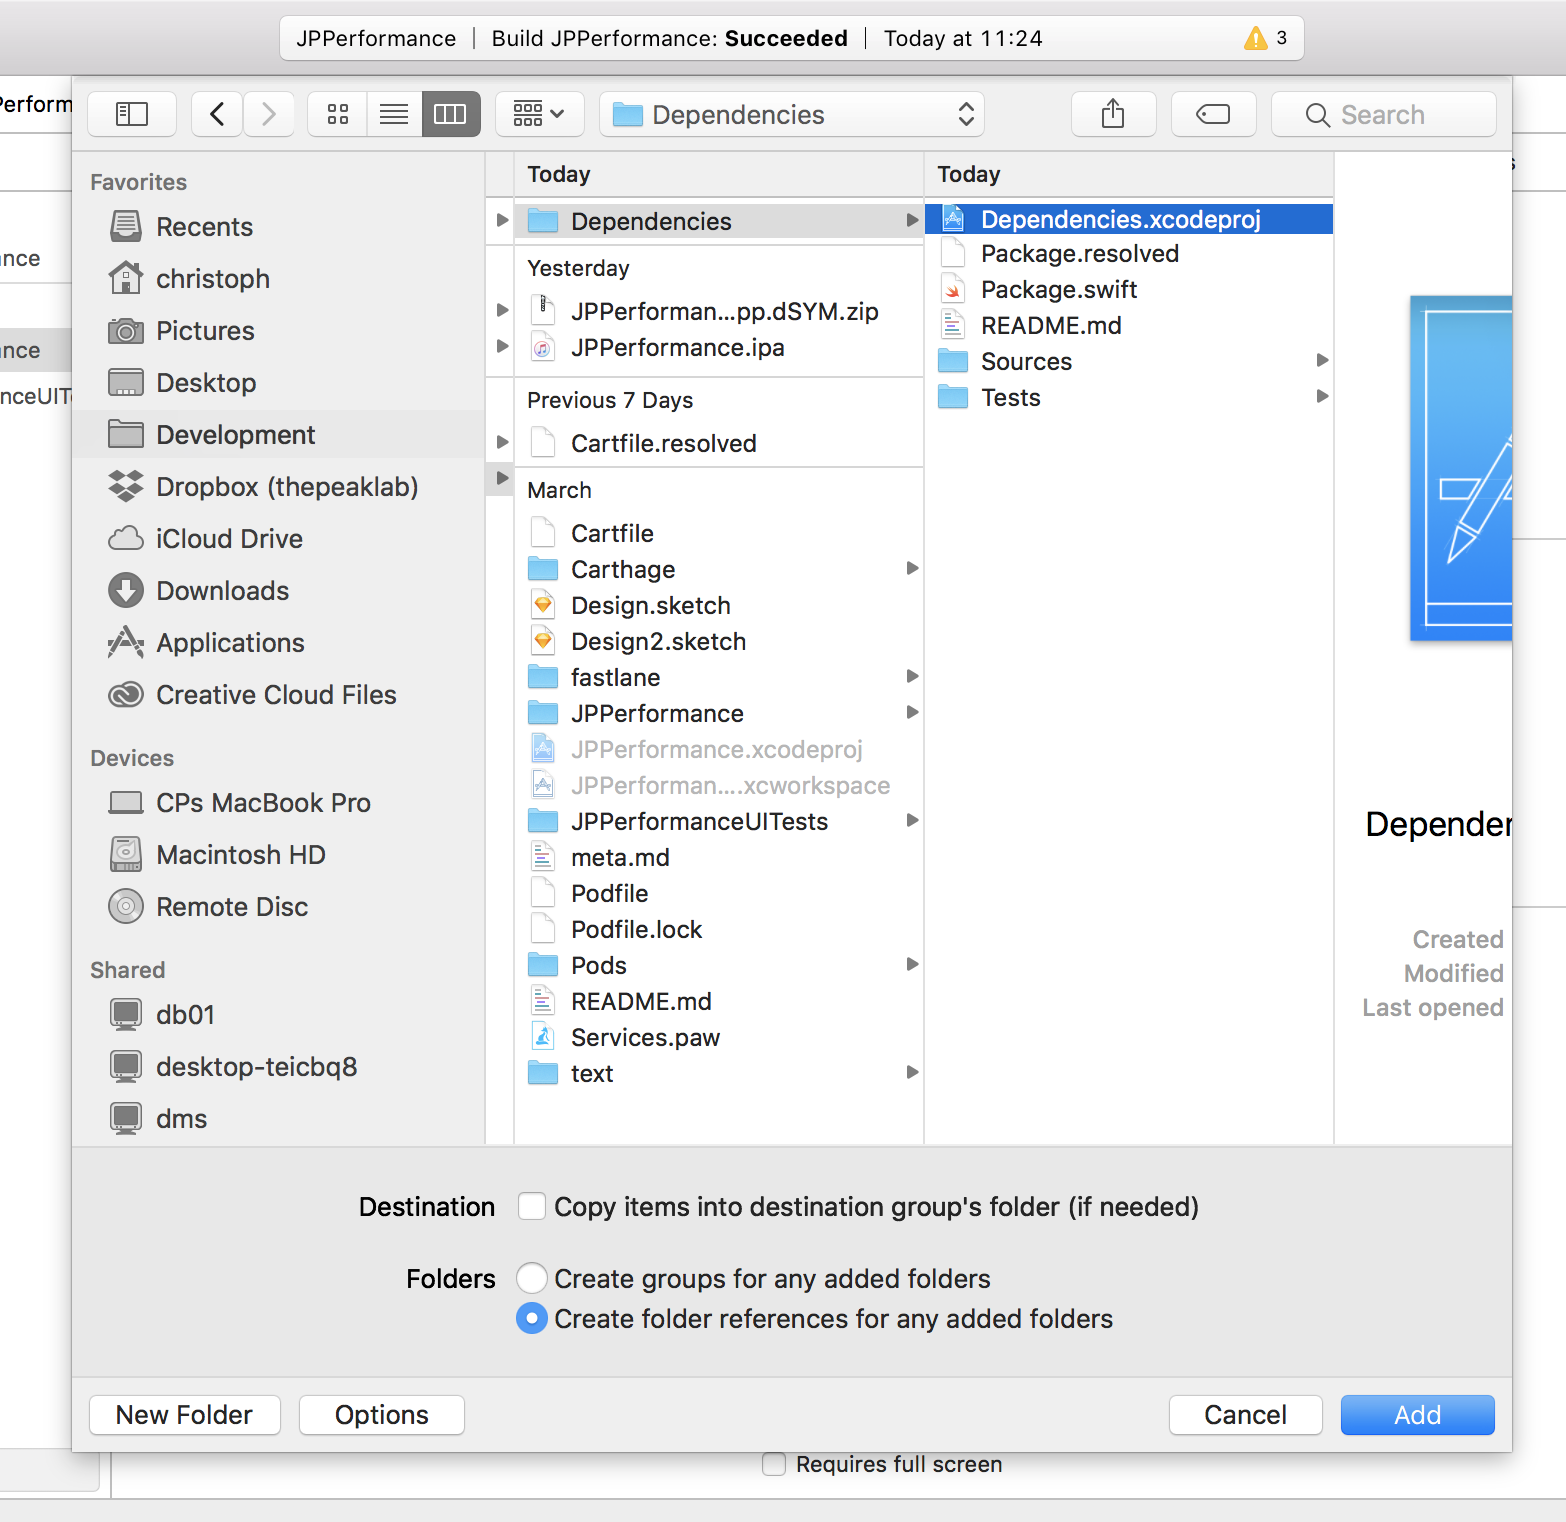 JPPerformance | Build JPPerformance: Succeeded | Today at 11:24 3
Perform
Dependencies
Search
Favorites
Recents
christoph
Pictures
Desktop
Development
Dropbox (thepeaklab)
iCloud Drive
Downloads
Applications
Creative Cloud Files
Devices
CPs MacBook Pro
Macintosh HD
Remote Disc
Shared
db01
desktop-teicbq8
dms
Today
Dependencies
Yesterday
JPPerforman...pp.dSYM.zip
JPPerformance.ipa
Previous 7 Days
Cartfile.resolved
March
Cartfile
Carthage
Design.sketch
Design2.sketch
fastlane
JPPerformance
JPPerformance.xcodeproj
JPPerforman....xcworkspace
JPPerformanceUITests
meta.md
Podfile
Podfile.lock
Pods
README.md
Services.paw
text
Today
Dependencies.xcodeproj
Package.resolved
Package.swift
README.md
Sources
Tests
Depender
Created
Modified
Last opened
nce
nce
nceUITe
Destination Copy items into destination group's folder (if needed)
Folders Create groups for any added folders
Create folder references for any added folders
New Folder Options Cancel Add
Requires full screen